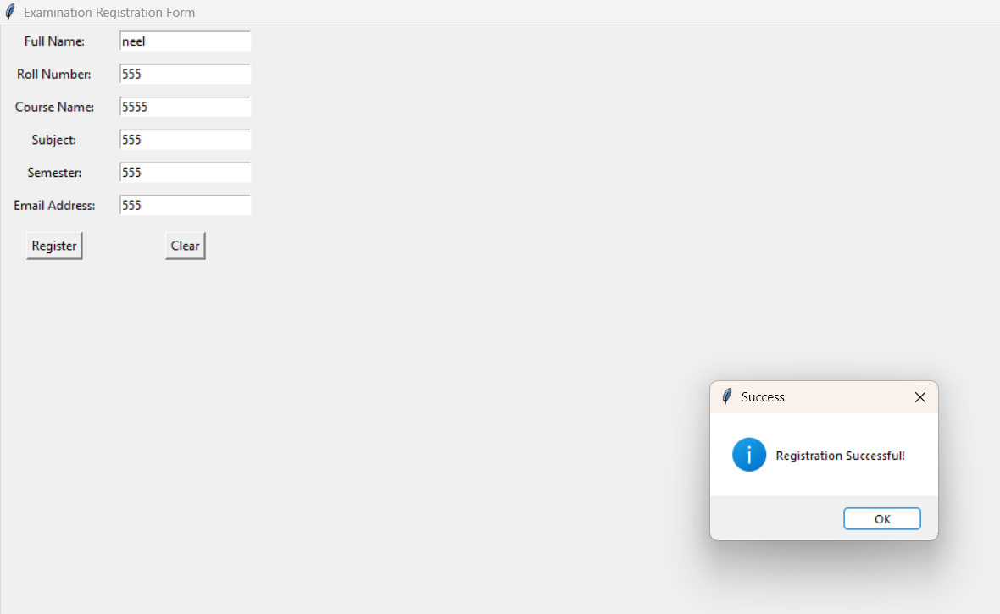 Examination Registration Form
Full Name: neel
Roll Number: 555
Course Name: 5555
Subject: 555
Semester: 555
Email Address: 555
Register Clear
Success
Registration Successful!
OK